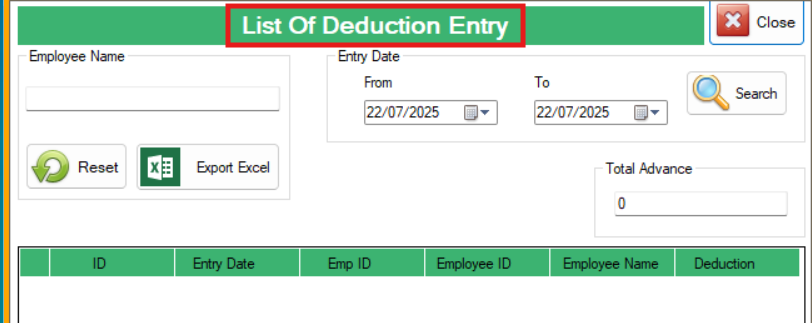 List Of Deduction Entry
Close
Employee Name
Entry Date
From
To
22/07/2025
22/07/2025
Search
Reset
Export Excel
Total Advance
0
ID Entry Date Emp ID Employee ID Employee Name Deduction